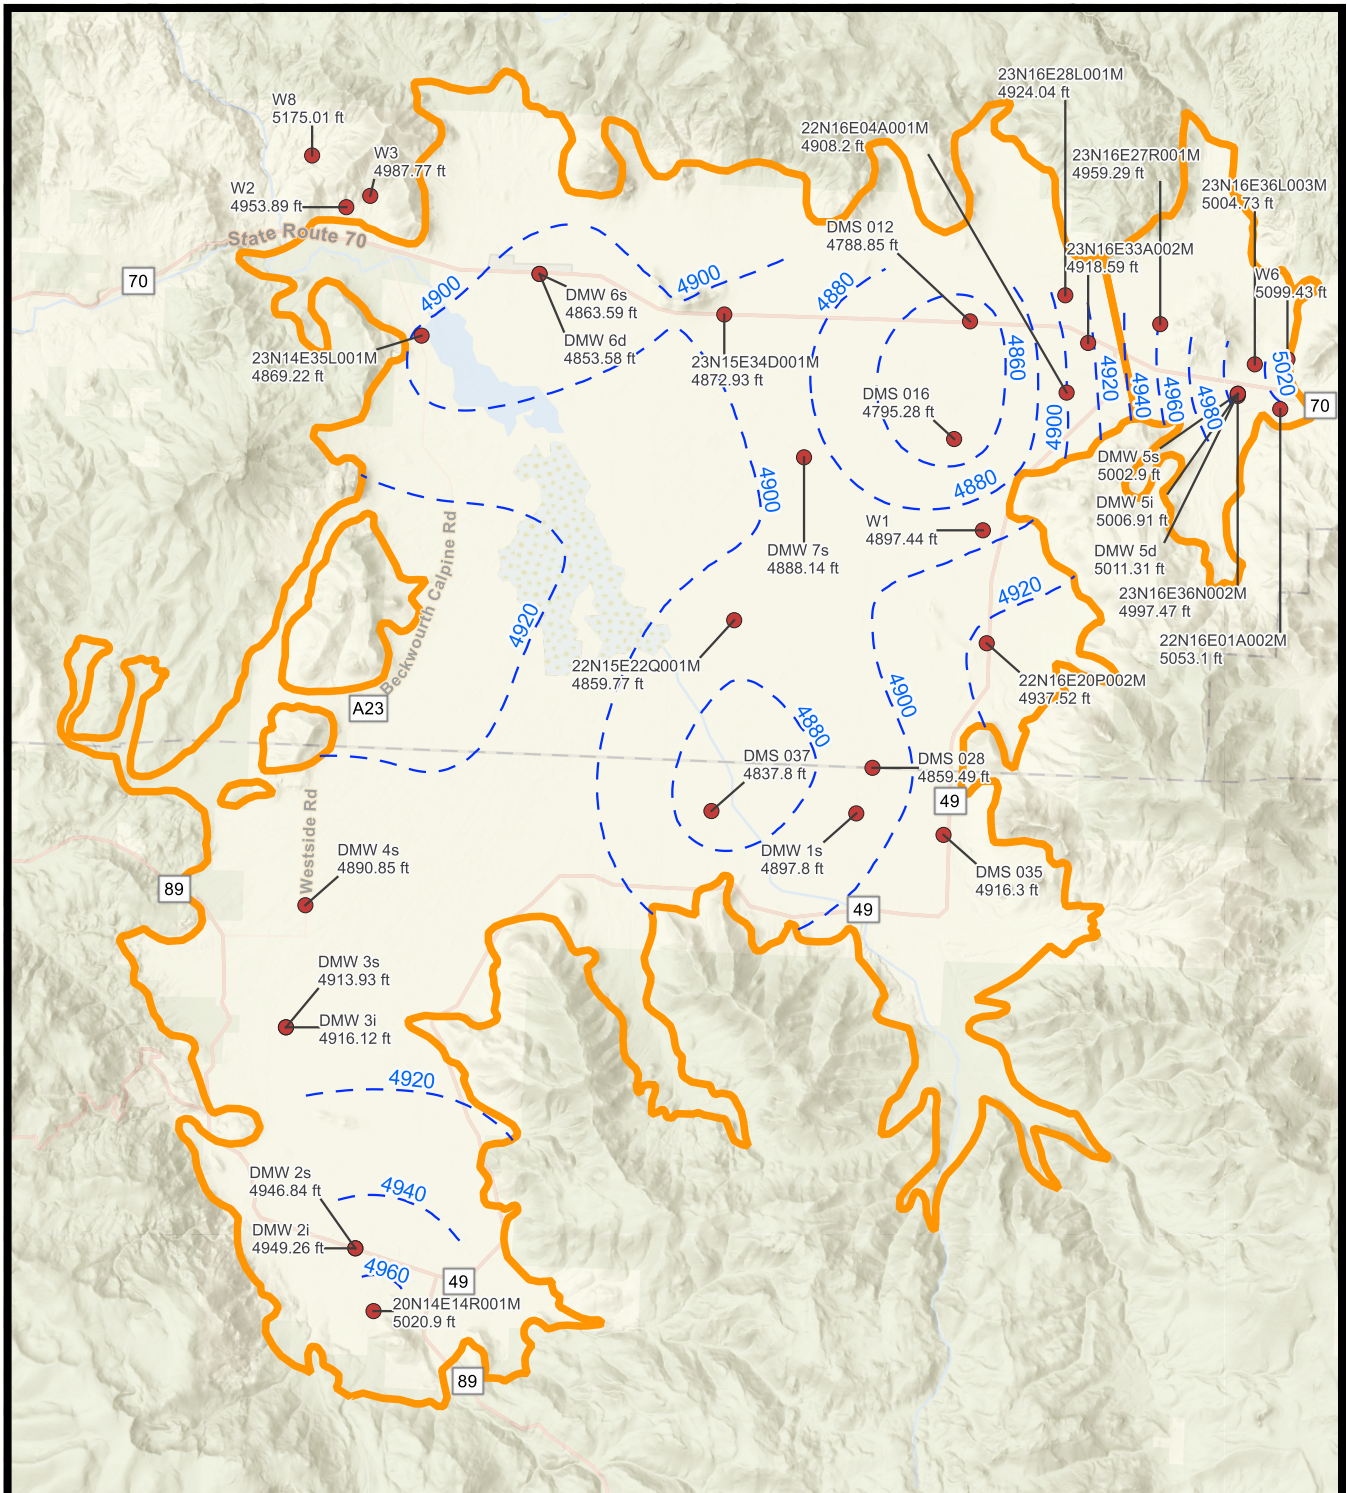 23N16E28L001M
4924.04 ft
W8
5175.01 ft
22N16E04A001M
4908.2 ft
W3
4987.77 ft
23N16E27R001M
4959.29 ft
W2
4953.89 ft
23N16E36L003M
5004.73 ft
State Route 70
DMS 012
4788.85 ft
23N16E33A002M
4918.59 ft
70
4900
4900
4880
W6
5099.43 ft
DMW 6s
4863.59 ft
DMW 6d
4853.58 ft
23N14E35L001M
4869.22 ft
23N15E34D001M
4872.93 ft
4860
4920
4940
4960
4980
5020
70
DMS 016
4795.28 ft
4900
DMW 5s
5002.9 ft
4900
4880
DMW 5i
5006.91 ft
W1
4897.44 ft
DMW 7s
4888.14 ft
DMW 5d
5011.31 ft
Beckwourth Calpine Rd
4920
4920
23N16E36N002M
4997.47 ft
22N16E01A002M
5053.1 ft
22N15E22Q001M
4859.77 ft
22N16E20P002M
4937.52 ft
A23
4900
4880
DMS 037
4837.8 ft
DMS 028
4859.49 ft
49
Westside Rd
DMW 4s
4890.85 ft
DMW 1s
4897.8 ft
DMS 035
4916.3 ft
89
49
DMW 3s
4913.93 ft
DMW 3i
4916.12 ft
4920
DMW 2s
4946.84 ft
4940
DMW 2i
4949.26 ft
4960
49
20N14E14R001M
5020.9 ft
89